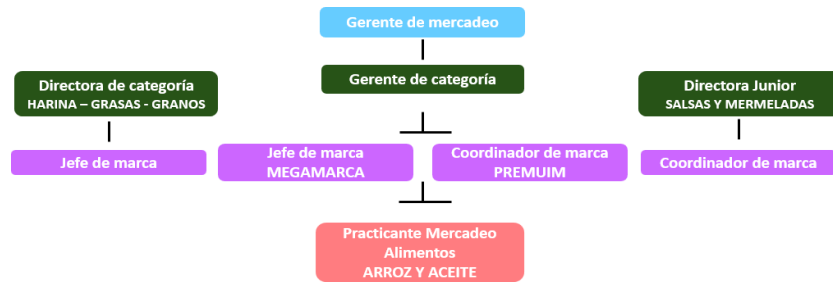 Gerente de mercadeo
Directora de categoría
HARINA – GRASAS - GRANOS
Gerente de categoría
Directora Junior
SALSAS Y MERMELADAS
Jefe de marca
Jefe de marca
MEGAMARCA
Coordinador de marca
PREMUIM
Coordinador de marca
Practicante Mercadeo
Alimentos
ARROZ Y ACEITE